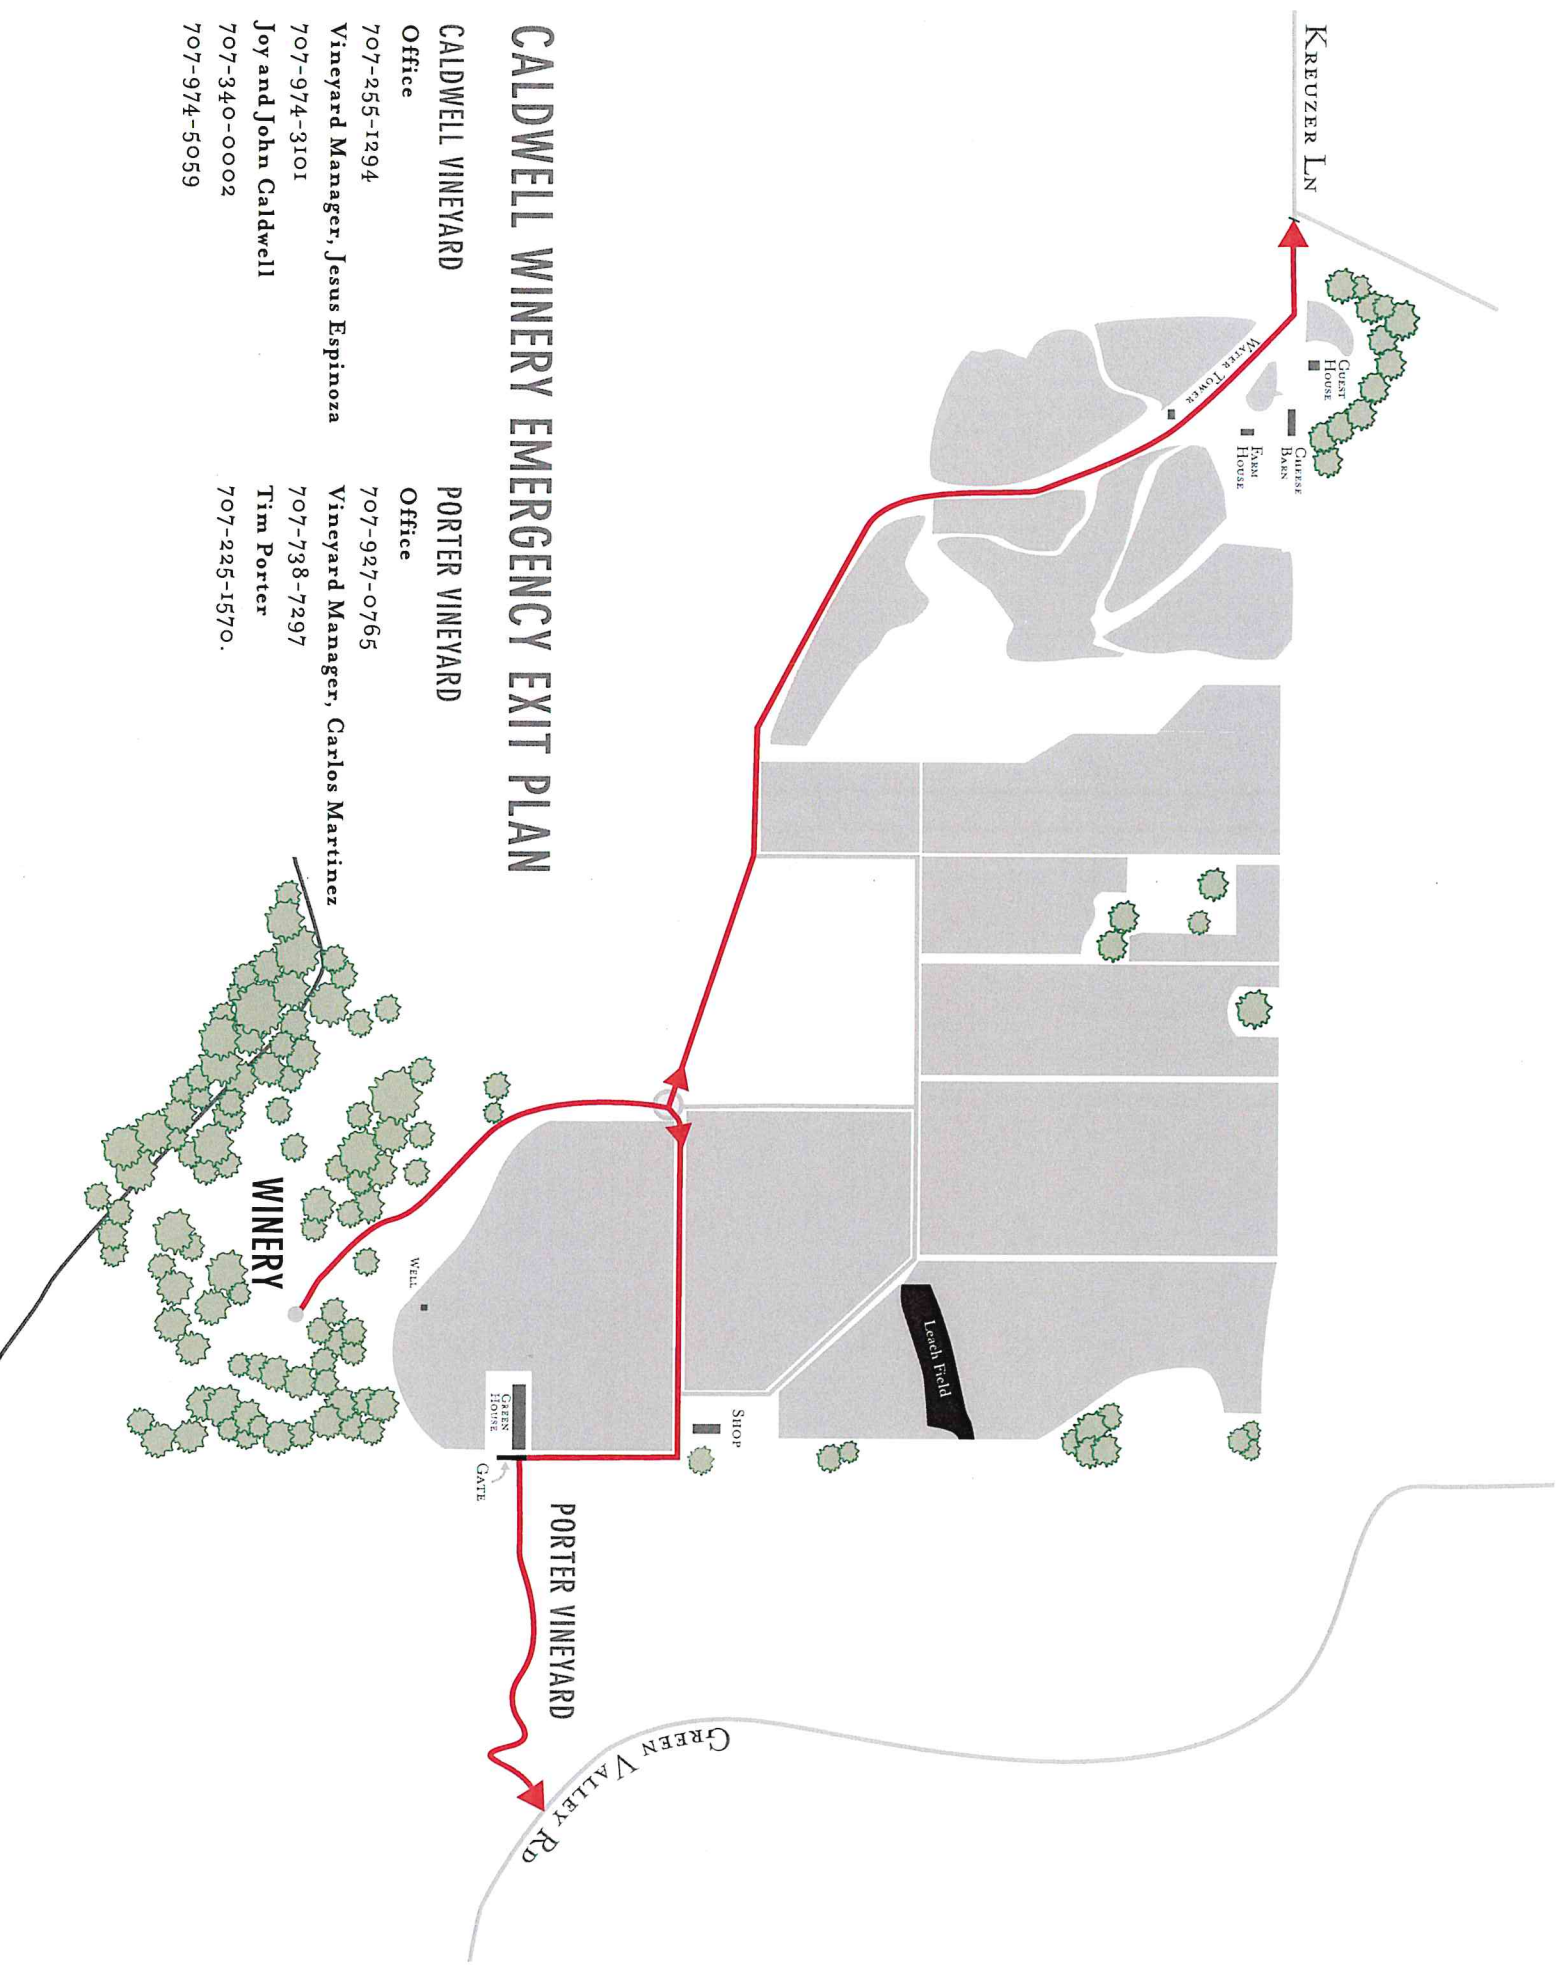 KREUZER LN
GUEST
HOUSE
CHEESE
BARN
FARM
HOUSE
WATER TOWER
Leach Field
SHOP
WELL
GREEN
HOUSE
GATE
WINERY
PORTER VINEYARD
GREEN VALLEY RD
CALDWELL WINERY EMERGENCY EXIT PLAN
CALDWELL VINEYARD
Office
707-255-1294
Vineyard Manager, Jesus Espinoza
707-974-3101
Joy and John Caldwell
707-340-0002
707-974-5059
PORTER VINEYARD
Office
707-927-0765
Vineyard Manager, Carlos Martinez
707-738-7297
Tim Porter
707-225-1570.